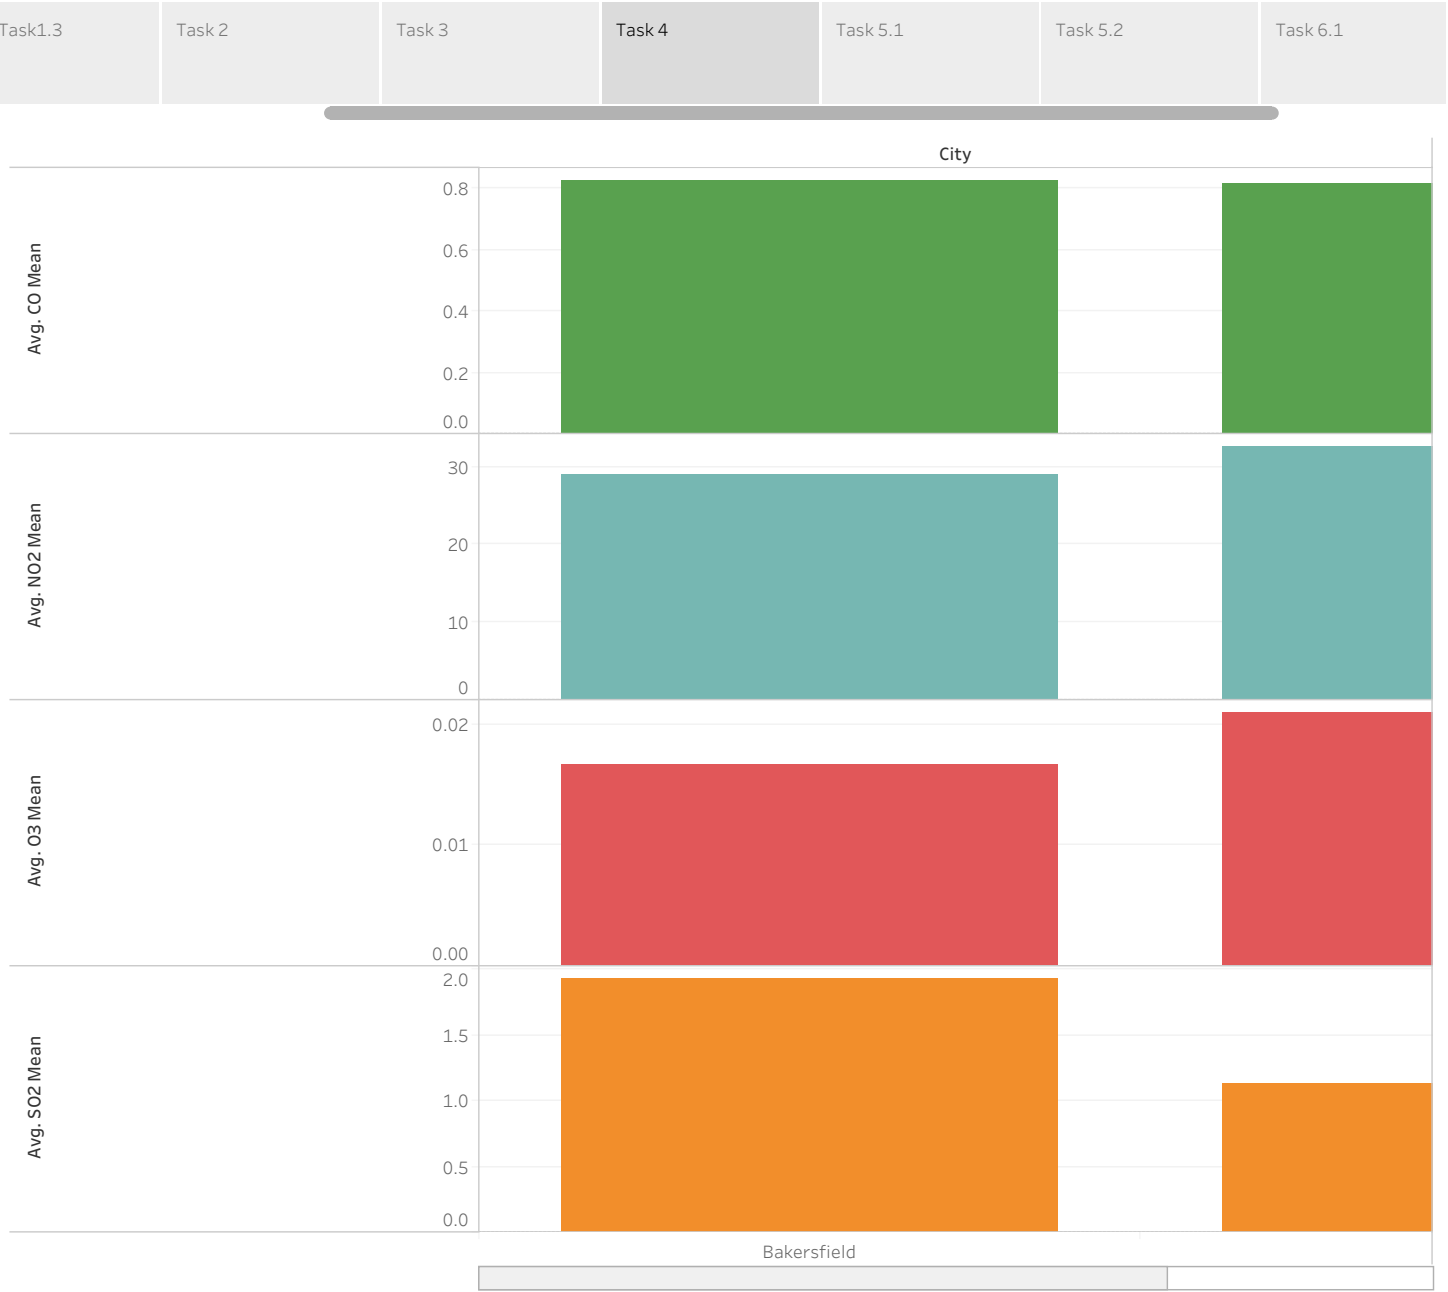 Task1.3
Task 2
Task 3
Task 4
Task 5.1
Task 5.2
Task 6.1
City
Avg. CO Mean
0.8
0.6
0.4
0.2
0.0
Avg. NO2 Mean
30
20
10
0
Avg. O3 Mean
0.02
0.01
0.00
Avg. SO2 Mean
2.0
1.5
1.0
0.5
0.0
Bakersfield